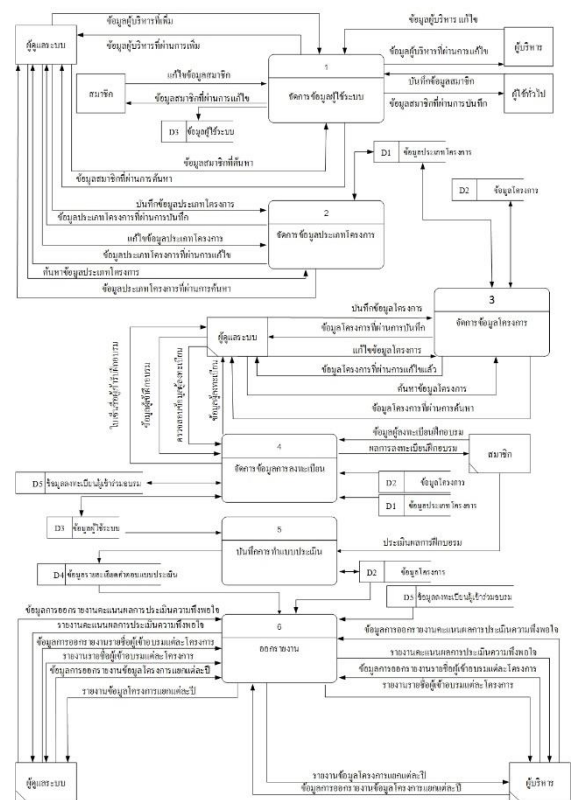 ข้อมูลผู้บริหารที่เพิ่ม
ข้อมูลผู้บริหาร แก้ไข
ผู้ดูแลระบบ
ข้อมูลผู้บริหารที่ผ่านการเพิ่ม
ข้อมูลผู้บริหารที่ผ่านการแก้ไข
ผู้บริหาร
1
จัดการข้อมูลผู้ใช้ระบบ
แก้ไขข้อมูลสมาชิก
บันทึกข้อมูลสมาชิก
สมาชิก
ข้อมูลสมาชิกที่ผ่านการแก้ไข
ข้อมูลสมาชิกที่ผ่านการบันทึก
ผู้ใช้ทั่วไป
D3 ข้อมูลผู้ใช้ระบบ
ข้อมูลสมาชิกที่ค้นหา
ข้อมูลสมาชิกที่ผ่านการค้นหา
D1 ข้อมูลประเภทโครงการ
D2 ข้อมูลโครงการ
บันทึกข้อมูลประเภทโครงการ
ข้อมูลประเภทโครงการที่ผ่านการบันทึก
2
จัดการข้อมูลประเภทโครงการ
แก้ไขข้อมูลประเภทโครงการ
ข้อมูลประเภทโครงการที่ผ่านการแก้ไข
ค้นหาข้อมูลประเภทโครงการ
ข้อมูลประเภทโครงการที่ผ่านการค้นหา
3
จัดการข้อมูลโครงการ
บันทึกข้อมูลโครงการ
ข้อมูลโครงการที่ผ่านการบันทึก
ผู้ดูแลระบบ
แก้ไขข้อมูลโครงการ
ข้อมูลโครงการที่ผ่านการแก้ไขแล้ว
ค้นหาข้อมูลโครงการ
ข้อมูลโครงการที่ผ่านการค้นหา
ตรวจสอบข้อมูลผู้ลงทะเบียน
ข้อมูลผู้ลงทะเบียน
4
จัดการข้อมูลการลงทะเบียน
ข้อมูลผู้ลงทะเบียนฝึกอบรม
ผลการลงทะเบียนฝึกอบรม
สมาชิก
D5 ข้อมูลลงทะเบียนผู้เข้าร่วมอบรม
D2 ข้อมูลโครงการ
D1 ข้อมูลประเภทโครงการ
D3 ข้อมูลผู้ใช้ระบบ
5
บันทึกการทำแบบประเมิน
ประเมินผลการฝึกอบรม
D4 ข้อมูลรายละเอียดคำตอบแบบประเมิน
D2 ข้อมูลโครงการ
D5 ข้อมูลลงทะเบียนผู้เข้าร่วมอบรม
6
ออกรายงาน
ข้อมูลการออกรายงานคะแนนผลการประเมินความพึงพอใจ
รายงานคะแนนผลการประเมินความพึงพอใจ
ข้อมูลการออกรายงานรายชื่อผู้เข้าอบรมแต่ละโครงการ
รายงานรายชื่อผู้เข้าอบรมแต่ละโครงการ
ข้อมูลการออกรายงานข้อมูลโครงการแยกแต่ละปี
รายงานข้อมูลโครงการแยกแต่ละปี
ข้อมูลการออกรายงานคะแนนผลการประเมินความพึงพอใจ
รายงานคะแนนผลการประเมินความพึงพอใจ
ข้อมูลการออกรายงานรายชื่อผู้เข้าอบรมแต่ละโครงการ
รายงานรายชื่อผู้เข้าอบรมแต่ละโครงการ
รายงานข้อมูลโครงการแยกแต่ละปี
ข้อมูลการออกรายงานข้อมูลโครงการแยกแต่ละปี
ผู้ดูแลระบบ
ผู้บริหาร